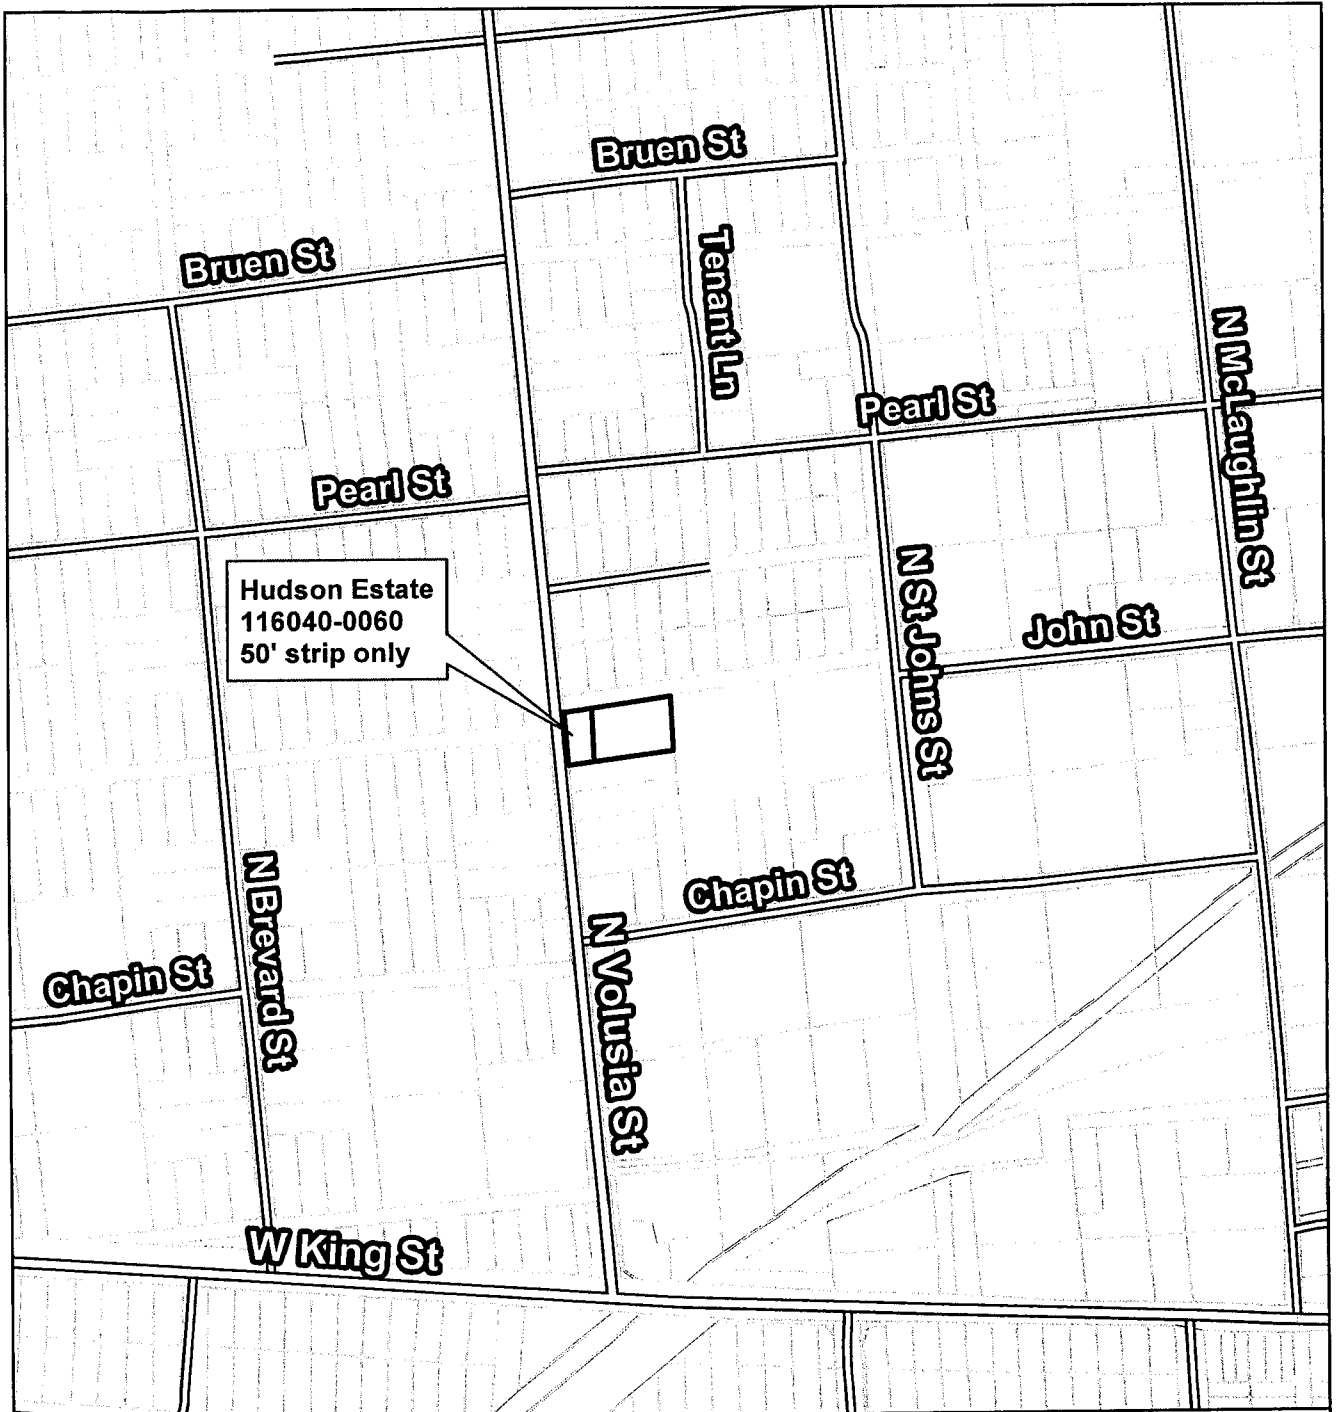 Bruen St
Bruen St
Tenant Ln
N McLaughlin St
Pearl St
Pearl St
Hudson Estate
116040-0060
50' strip only
N St Johns St
John St
N Brevard St
Chapin St
Chapin St
N Volusia St
W King St